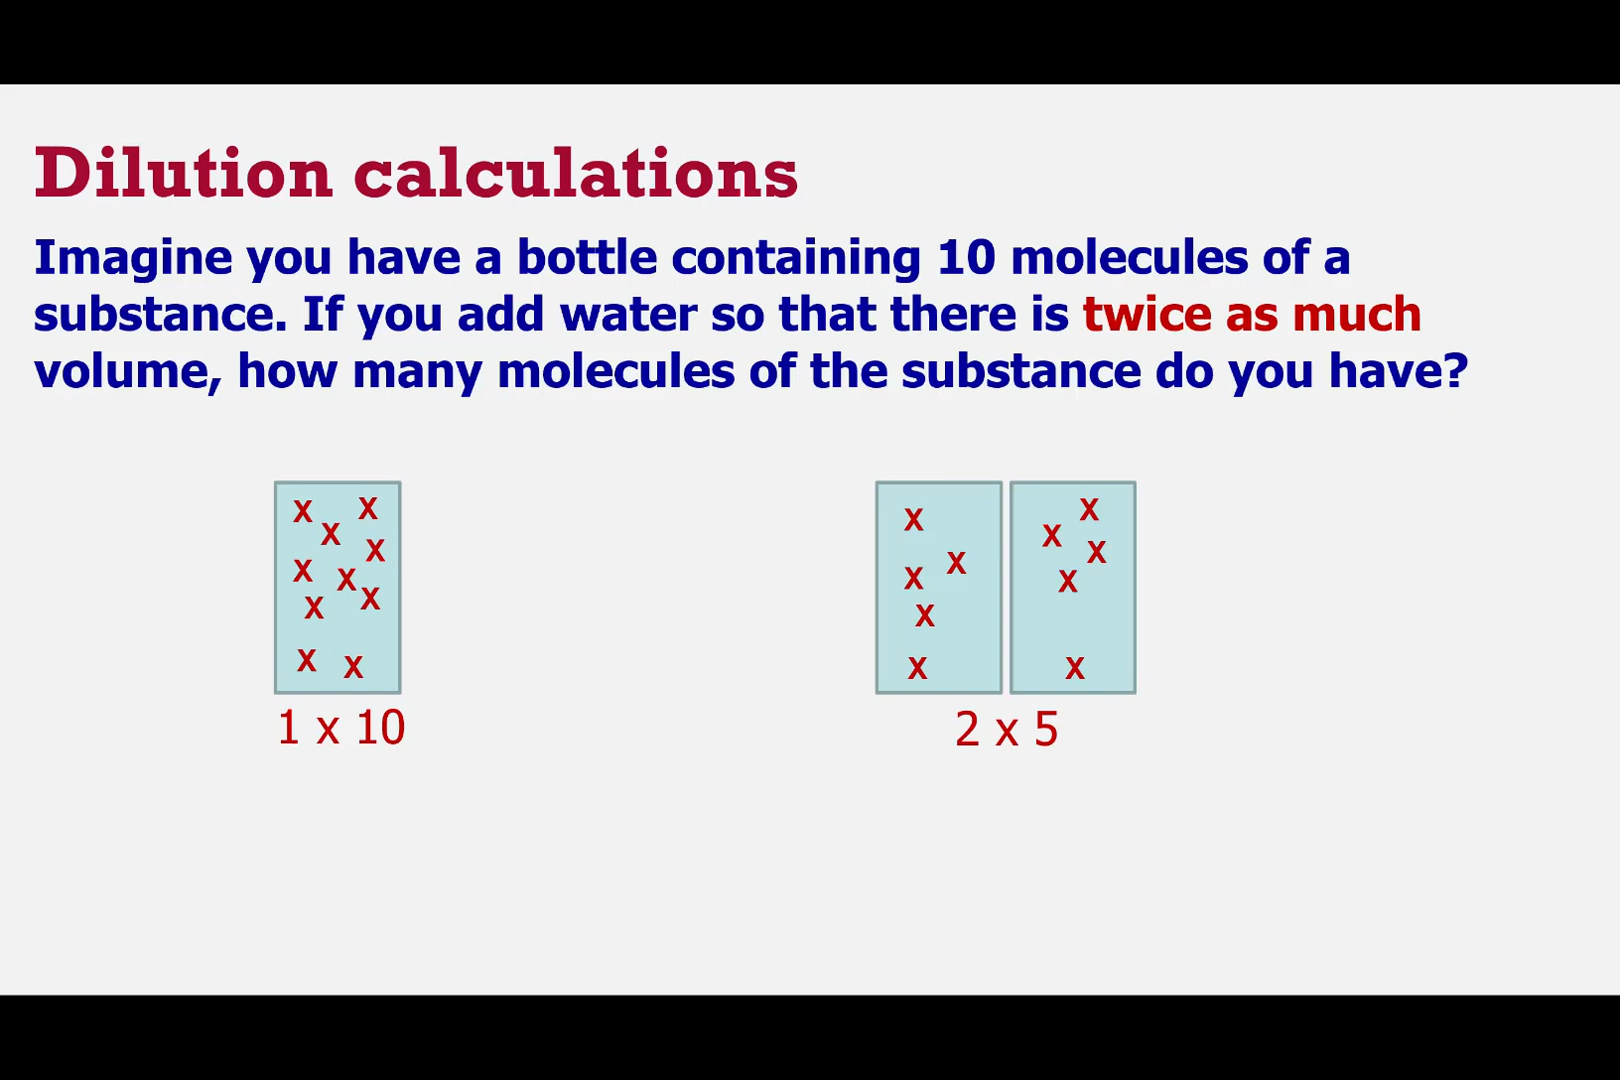 Dilution calculations
Imagine you have a bottle containing 10 molecules of a
substance. If you add water so that there is twice as much
volume, how many molecules of the substance do you have?
x x
x
x
x x
x x
x x
1 x 10
x
x
x
x
x
x
x
x
x
x
2 x 5